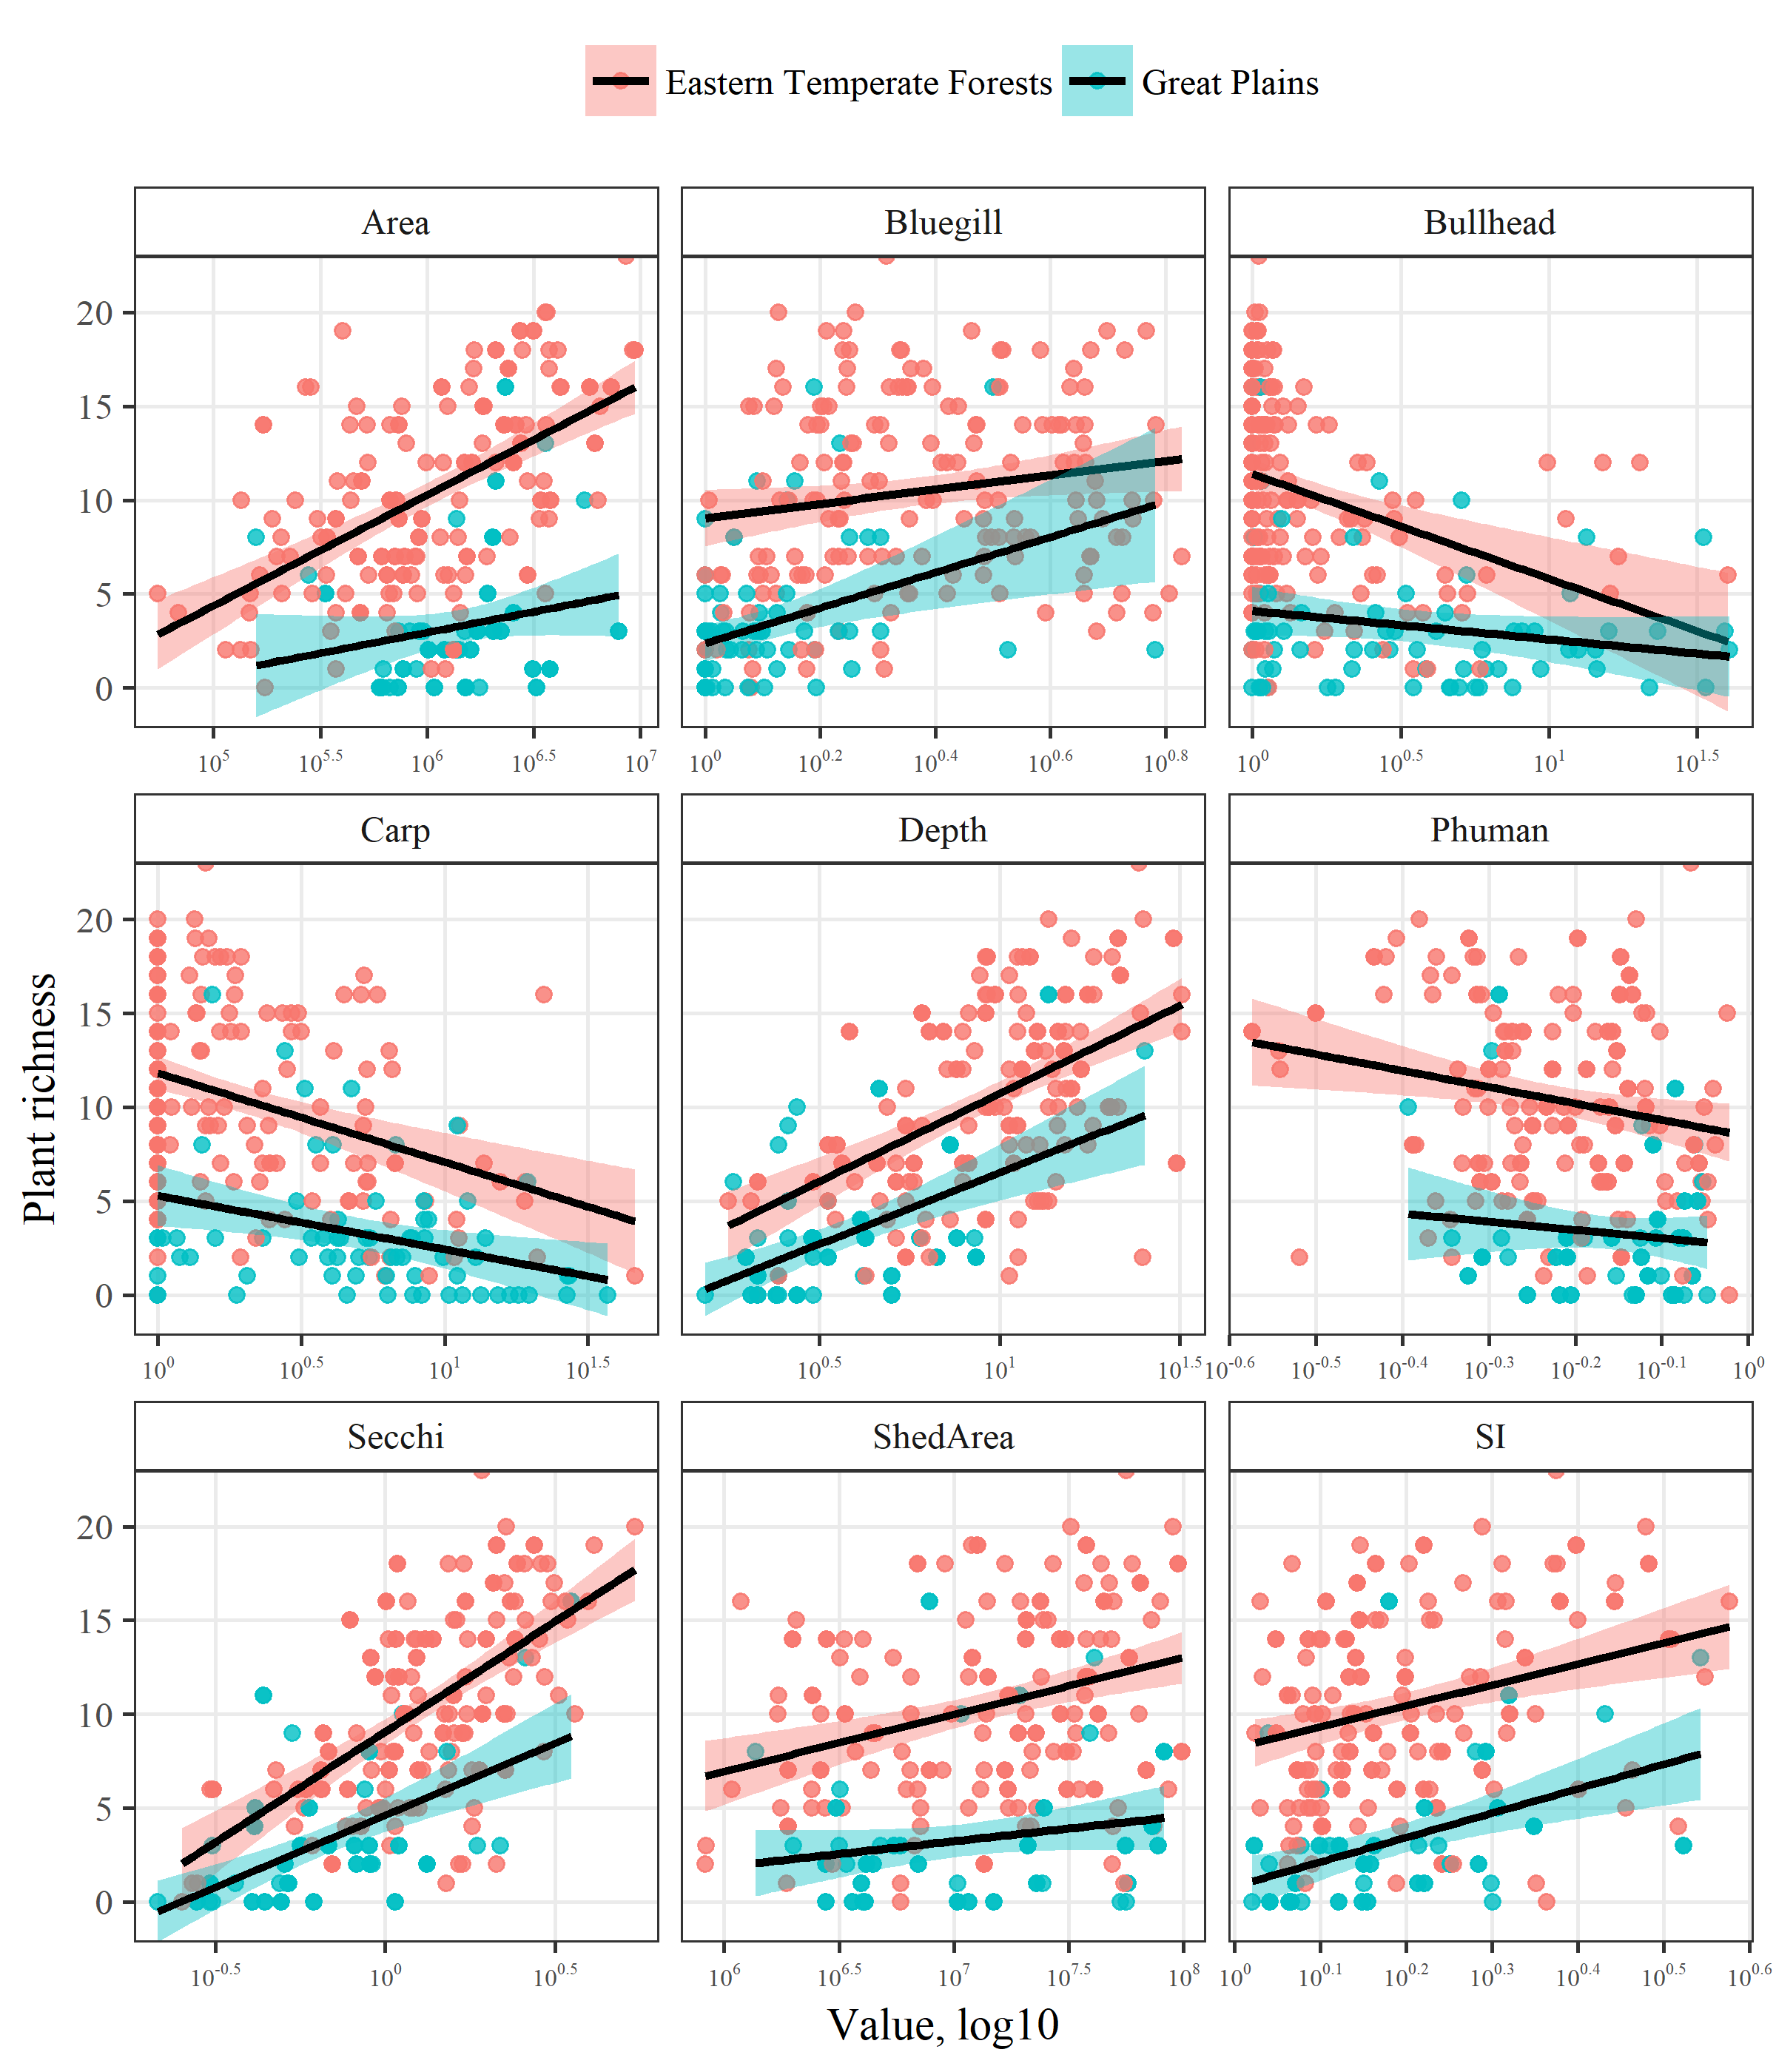 Eastern Temperate Forests Great Plains
Area Bluegill Bullhead
20
15
10
5
0
10^5 10^5.5 10^6 10^6.5 10^7 10^0 10^0.2 10^0.4 10^0.6 10^0.8 10^0 10^0.5 10^1 10^1.5
Carp Depth Phuman
20
15
10
5
0
10^0 10^0.5 10^1 10^1.5 10^0.5 10^1 10^1.5 10^-0.6 10^-0.5 10^-0.4 10^-0.3 10^-0.2 10^-0.1 10^0
Plant richness
Secchi ShedArea SI
20
15
10
5
0
10^-0.5 10^0 10^0.5 10^6 10^6.5 10^7 10^7.5 10^8 10^0 10^0.1 10^0.2 10^0.3 10^0.4 10^0.5 10^0.6
Value, log10